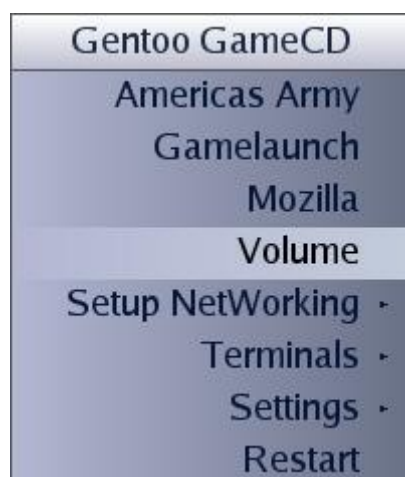 Gentoo GameCD
Americas Army
Gamelaunch
Mozilla
Volume
Setup NetWorking
Terminals
Settings
Restart